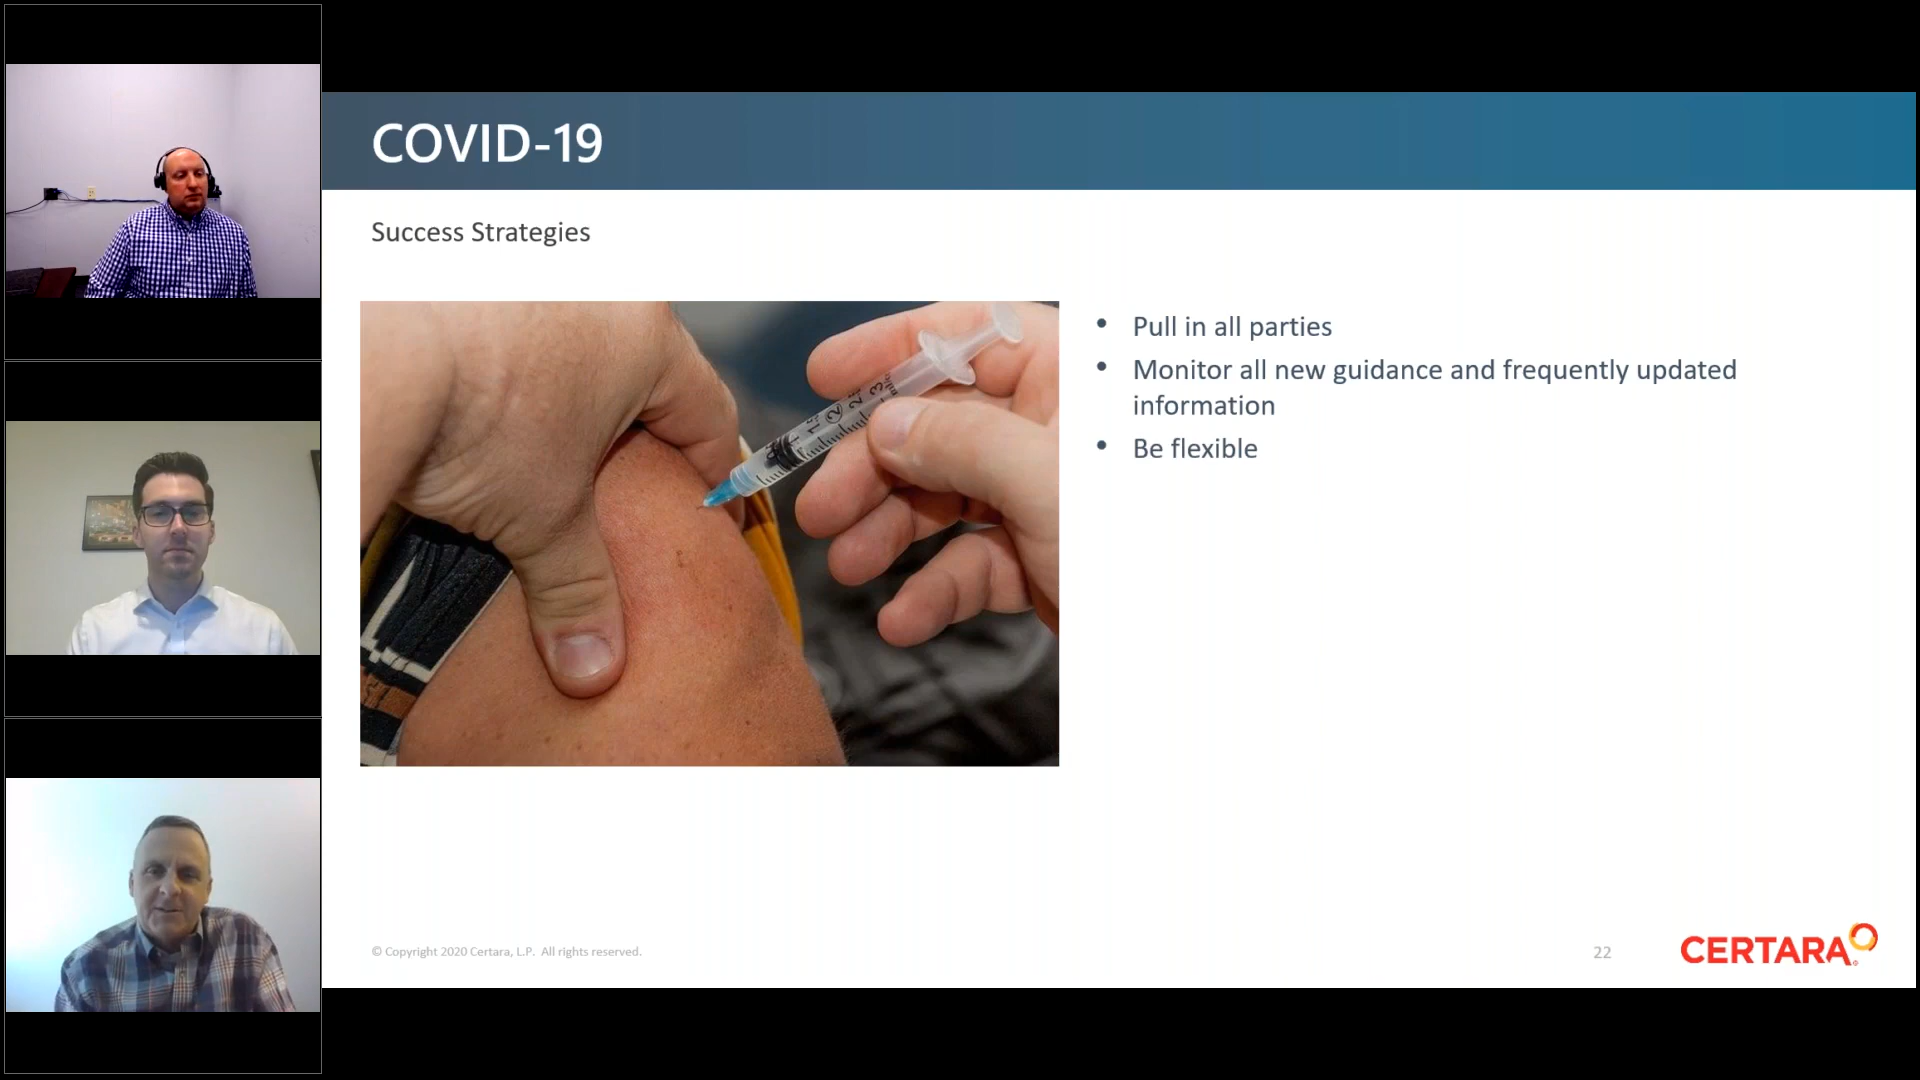 COVID-19
Success Strategies
• Pull in all parties
• Monitor all new guidance and frequently updated
information
• Be flexible
© Copyright 2020 Certara, L.P. All rights reserved.
22
CERTARA